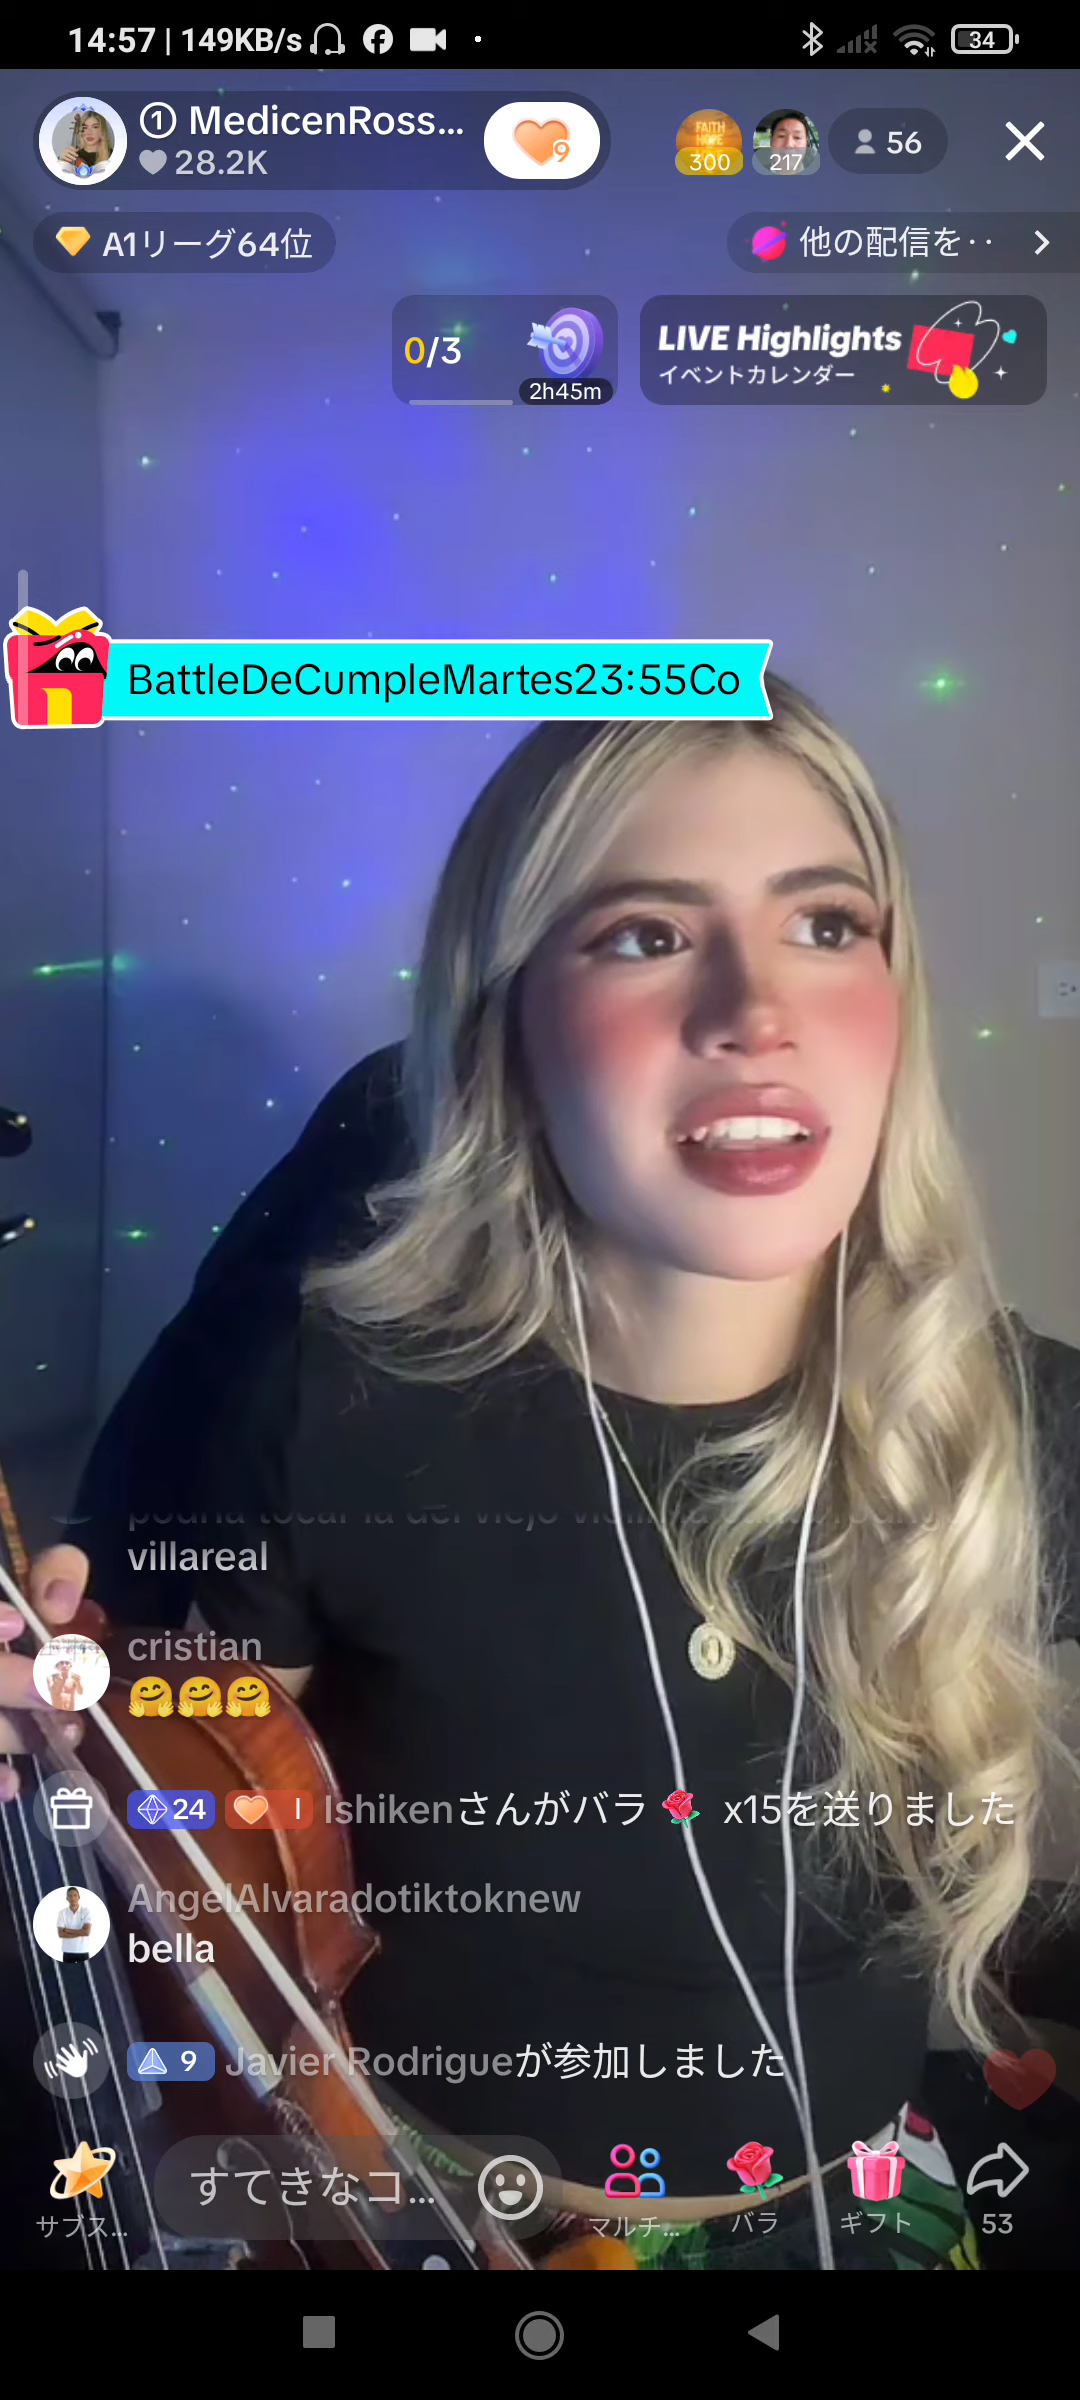 14:57 | 149KB/s
34
① MedicenRoss...
28.2K
300
217
56
A1リーグ64位
他の配信を‥
0/3
2h45m
LIVE Highlights
イベントカレンダー
BattleDeCumpleMartes23:55Co
villareal
cristian
🤗🤗🤗
24 I Ishikenさんがバラ 🌹 x15を送りました
AngelAlvaradotiktoknew
bella
9 Javier Rodrigueが参加しました
すてきなコ...
サブス...
マルチ...
バラ
ギフト
53